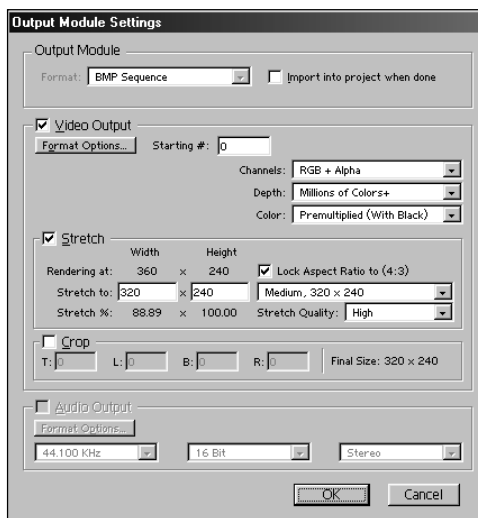 Output Module Settings
Output Module
Format: BMP Sequence Import into project when done
Video Output
Format Options... Starting #: 0
Channels: RGB + Alpha
Depth: Millions of Colors+
Color: Premultiplied (With Black)
Stretch
Width Height
Rendering at: 360 × 240 Lock Aspect Ratio to (4:3)
Stretch to: 320 × 240 Medium, 320 × 240
Stretch %: 88.89 × 100.00 Stretch Quality: High
Crop
T: 0 L: 0 B: 0 R: 0 Final Size: 320 × 240
Audio Output
Format Options...
44.100 KHz 16 Bit Stereo
OK Cancel